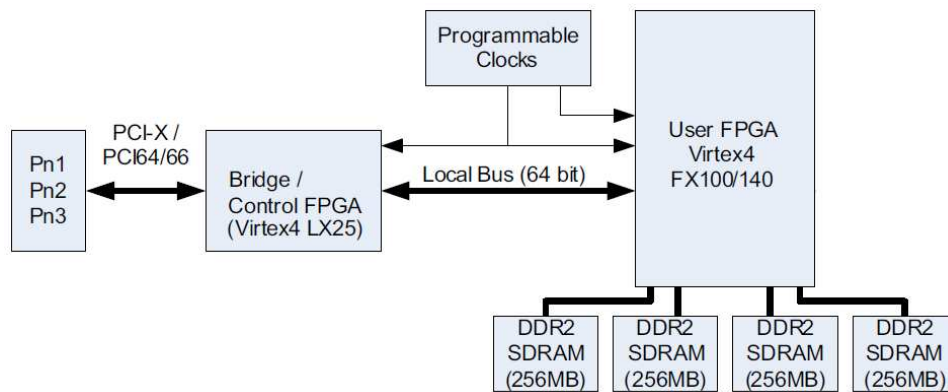 Programmable
Clocks
PCI-X /
PCI64/66
Pn1
Pn2
Pn3
Bridge /
Control FPGA
(Virtex4 LX25)
Local Bus (64 bit)
User FPGA
Virtex4
FX100/140
DDR2
SDRAM
(256MB)
DDR2
SDRAM
(256MB)
DDR2
SDRAM
(256MB)
DDR2
SDRAM
(256MB)